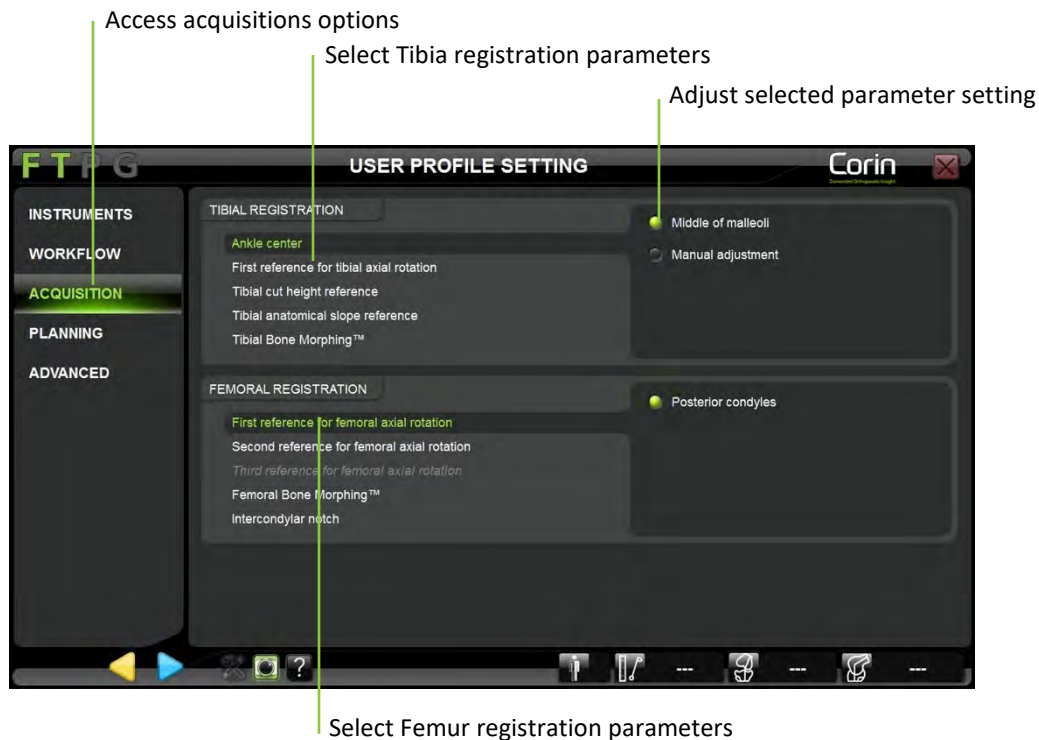 Access acquisitions options
Select Tibia registration parameters
Adjust selected parameter setting
FTPG
USER PROFILE SETTING
Corin
INSTRUMENTS
WORKFLOW
ACQUISITION
PLANNING
ADVANCED
TIBIAL REGISTRATION
Ankle center
First reference for tibial axial rotation
Tibial cut height reference
Tibial anatomical slope reference
Tibial Bone Morphing™
Middle of malleoli
Manual adjustment
FEMORAL REGISTRATION
First reference for femoral axial rotation
Second reference for femoral axial rotation
Third reference for femoral axial rotation
Femoral Bone Morphing™
Intercondylar notch
Posterior condyles
?
---
---
---
Select Femur registration parameters